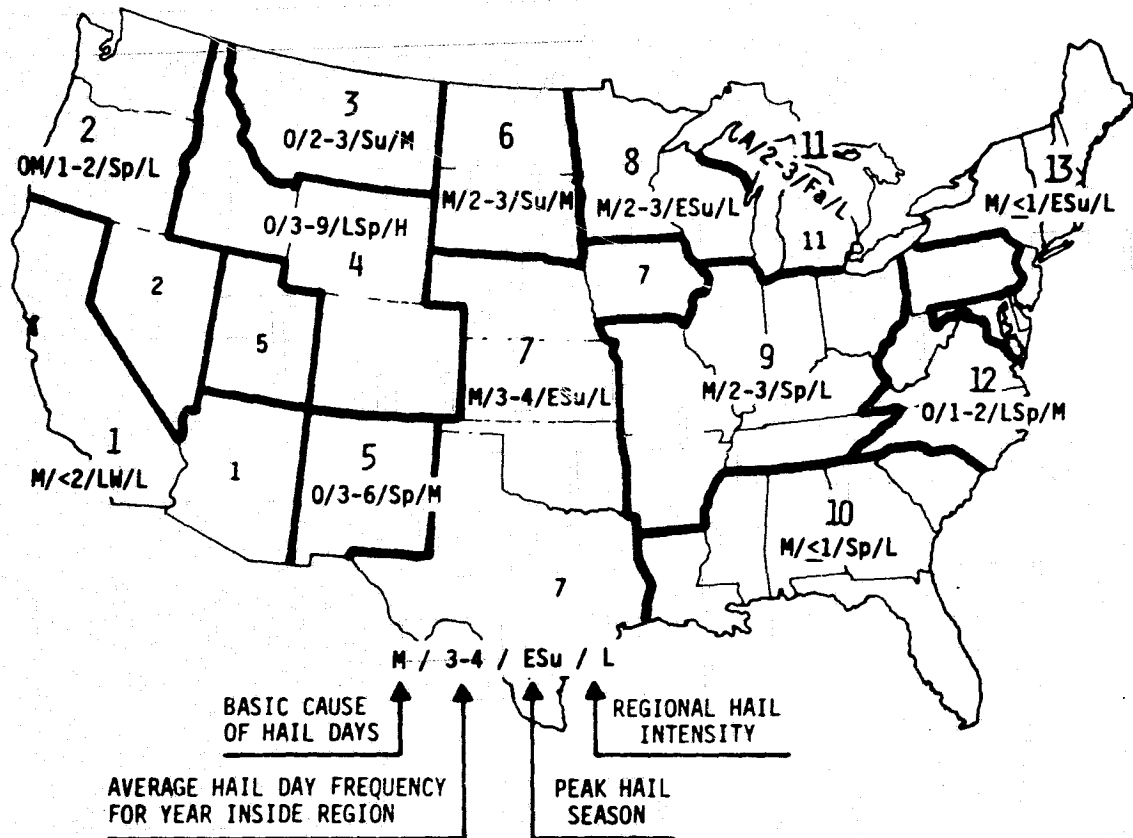 3
O/2-3/Su/M
6
M/2-3/Su/M
2
OM/1-2/Sp/L
8
M/2-3/ESu/L
11
LA/2-3/Fa/L
13
M/≤1/ESu/L
O/3-9/LSp/H
4
11
7
2
5
7
M/3-4/ESu/L
9
M/2-3/Sp/L
12
O/1-2/LSp/M
1
M/<2/LW/L
1
5
O/3-6/Sp/M
10
M/≤1/Sp/L
7
M / 3-4 / ESu / L
BASIC CAUSE
OF HAIL DAYS
REGIONAL HAIL
INTENSITY
AVERAGE HAIL DAY FREQUENCY
FOR YEAR INSIDE REGION
PEAK HAIL
SEASON